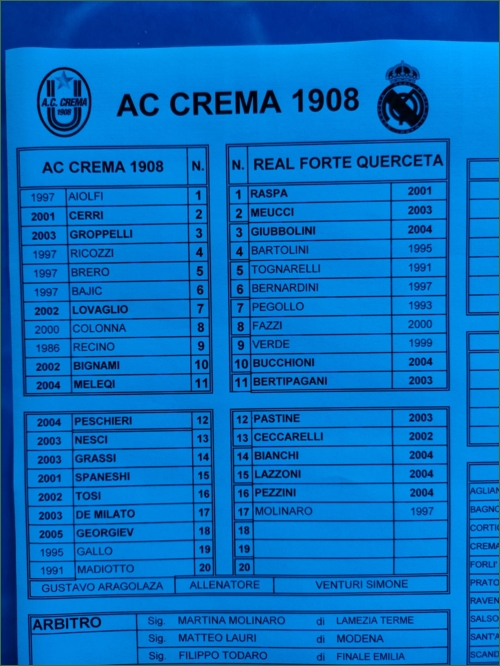 A.C. CREMA
1908
AC CREMA 1908
AC CREMA 1908 N.
1997 AIOLFI 1
2001 CERRI 2
2003 GROPPELLI 3
1997 RICOZZI 4
1997 BRERO 5
1997 BAJIC 6
2002 LOVAGLIO 7
2000 COLONNA 8
1986 RECINO 9
2002 BIGNAMI 10
2004 MELEQI 11
N. REAL FORTE QUERCETA
1 RASPA 2001
2 MEUCCI 2003
3 GIUBBOLINI 2004
4 BARTOLINI 1995
5 TOGNARELLI 1991
6 BERNARDINI 1997
7 PEGOLLO 1993
8 FAZZI 2000
9 VERDE 1999
10 BUCCHIONI 2004
11 BERTIPAGANI 2003
2004 PESCHIERI 12
2003 NESCI 13
2003 GRASSI 14
2001 SPANESHI 15
2002 TOSI 16
2003 DE MILATO 17
2005 GEORGIEV 18
1995 GALLO 19
1991 MADIOTTO 20
12 PASTINE 2003
13 CECCARELLI 2002
14 BIANCHI 2004
15 LAZZONI 2004
16 PEZZINI 2004
17 MOLINARO 1997
18
19
20
GUSTAVO ARAGOLAZA ALLENATORE VENTURI SIMONE
ARBITRO Sig. MARTINA MOLINARO di LAMEZIA TERME
Sig. MATTEO LAURI di MODENA
Sig. FILIPPO TODARO di FINALE EMILIA
AGLIAN
BAGNO
CORTIC
CREMA
FORLI'
PRATO
RAVEN
SALSO
SANT'A
SCAND